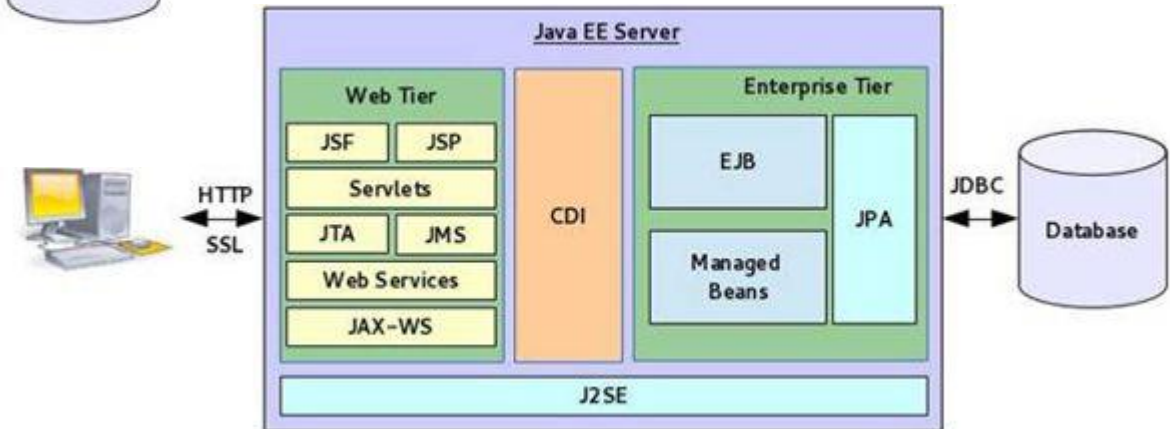 Java EE Server
Web Tier
JSF
JSP
Servlets
JTA
JMS
Web Services
JAX-WS
CDI
Enterprise Tier
EJB
Managed
Beans
JPA
J2SE
HTTP
SSL
JDBC
Database